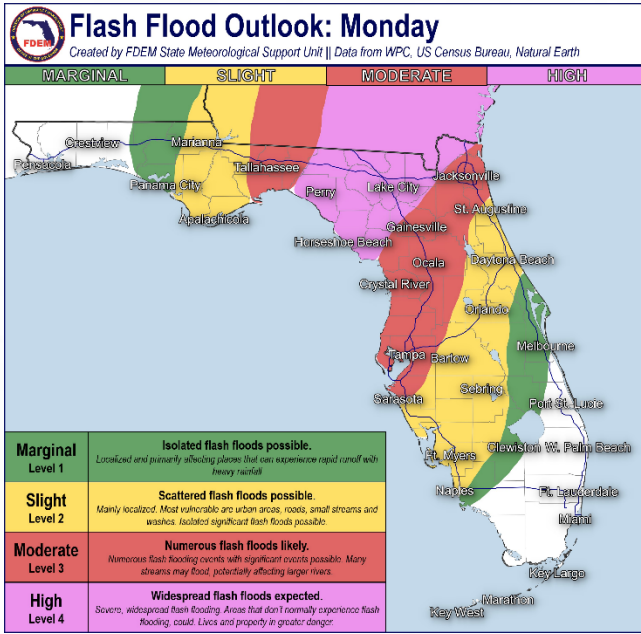 FDEM
Flash Flood Outlook: Monday
Created by FDEM State Meteorological Support Unit || Data from WPC, US Census Bureau, Natural Earth
MARGINAL SLIGHT MODERATE HIGH
Crestview
Marianna
Pensacola
Tallahassee
Jacksonville
Panama City
Perry
Lake City
Apalachicola
St. Augustine
Gainesville
Horseshoe Beach
Ocala
Daytona Beach
Crystal River
Orlando
Melbourne
Tampa
Bartow
Sebring
Sarasota
Port St. Lucie
Ft. Myers
Clewiston
W. Palm Beach
Naples
Ft. Lauderdale
Miami
Key Largo
Marathon
Key West
Marginal
Level 1
Isolated flash floods possible.
Localized and primarily affecting places that can experience rapid runoff with
heavy rainfall
Slight
Level 2
Scattered flash floods possible.
Mainly localized. Most vulnerable are urban areas, roads, small streams and
washes. Isolated significant flash floods possible.
Moderate
Level 3
Numerous flash floods likely.
Numerous flash flooding events with significant events possible. Many
streams may flood, potentially affecting larger rivers.
High
Level 4
Widespread flash floods expected.
Severe, widespread flash flooding. Areas that don't normally experience flash
flooding, could. Lives and property in greater danger.